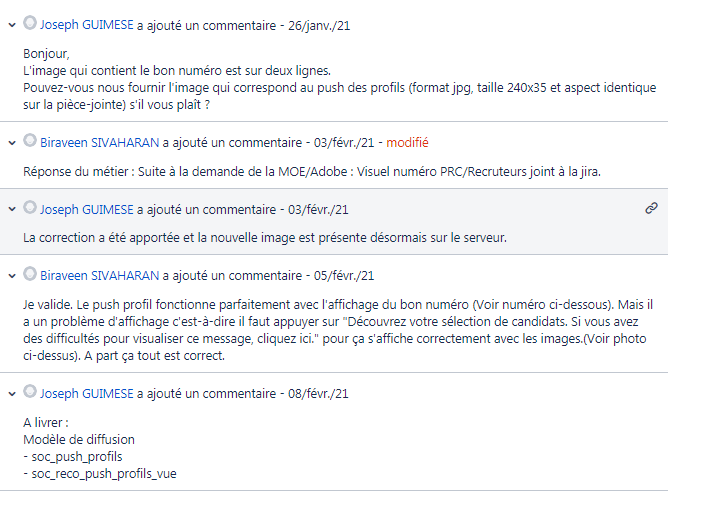 Joseph GUIMESE a ajouté un commentaire - 26/janv./21
Bonjour,
L'image qui contient le bon numéro est sur deux lignes.
Pouvez-vous nous fournir l'image qui correspond au push des profils (format jpg, taille 240x35 et aspect identique
sur la pièce-jointe) s'il vous plaît ?
Biraveen SIVAHARAN a ajouté un commentaire - 03/févr./21 - modifié
Réponse du métier : Suite à la demande de la MOE/Adobe : Visuel numéro PRC/Recruteurs joint à la jira.
Joseph GUIMESE a ajouté un commentaire - 03/févr./21
La correction a été apportée et la nouvelle image est présente désormais sur le serveur.
Biraveen SIVAHARAN a ajouté un commentaire - 05/févr./21
Je valide. Le push profil fonctionne parfaitement avec l'affichage du bon numéro (Voir numéro ci-dessous). Mais il
a un problème d'affichage c'est-à-dire il faut appuyer sur "Découvrez votre sélection de candidats. Si vous avez
des difficultés pour visualiser ce message, cliquez ici." pour ça s'affiche correctement avec les images.(Voir photo
ci-dessus). A part ça tout est correct.
Joseph GUIMESE a ajouté un commentaire - 08/févr./21
A livrer :
Modèle de diffusion
- soc_push_profils
- soc_reco_push_profils_vue